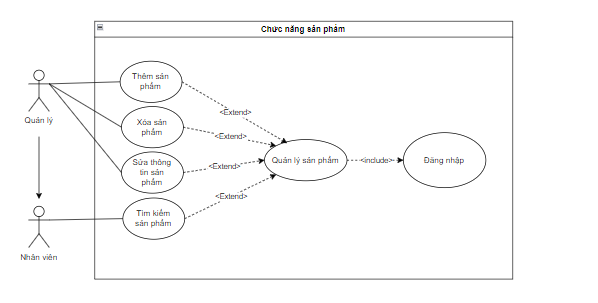 Chức năng sản phẩm
Thêm sản
phẩm
<Extend>
Quản lý
Xóa sản
phẩm
<Extend>
Sửa thông
tin sản
phẩm
<Extend>
Quản lý sản phẩm
<include>
Đăng nhập
<Extend>
Tìm kiếm
sản phẩm
Nhân viên